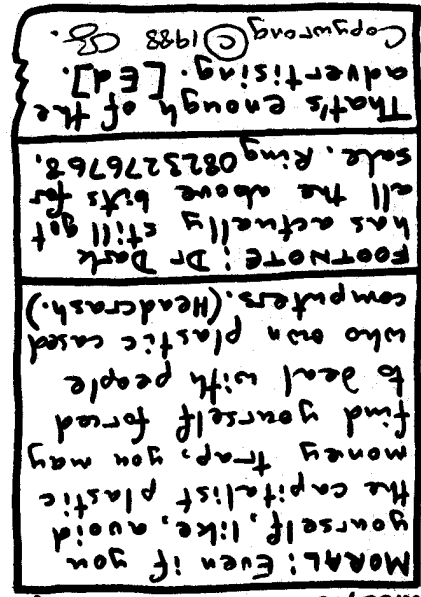 MORAL: Even if you
yourself, like, avoid
the capitalist plastic
money trap, you may
find yourself forced
to deal with people
who own plastic cased
computers. (Headcrash.)
FOOTNOTE: Dr Dark
has actually still got
all the above bits for
sale. Ring 0823276768.
That's enough of the
advertising. [Ed].
Copywrong © 1988